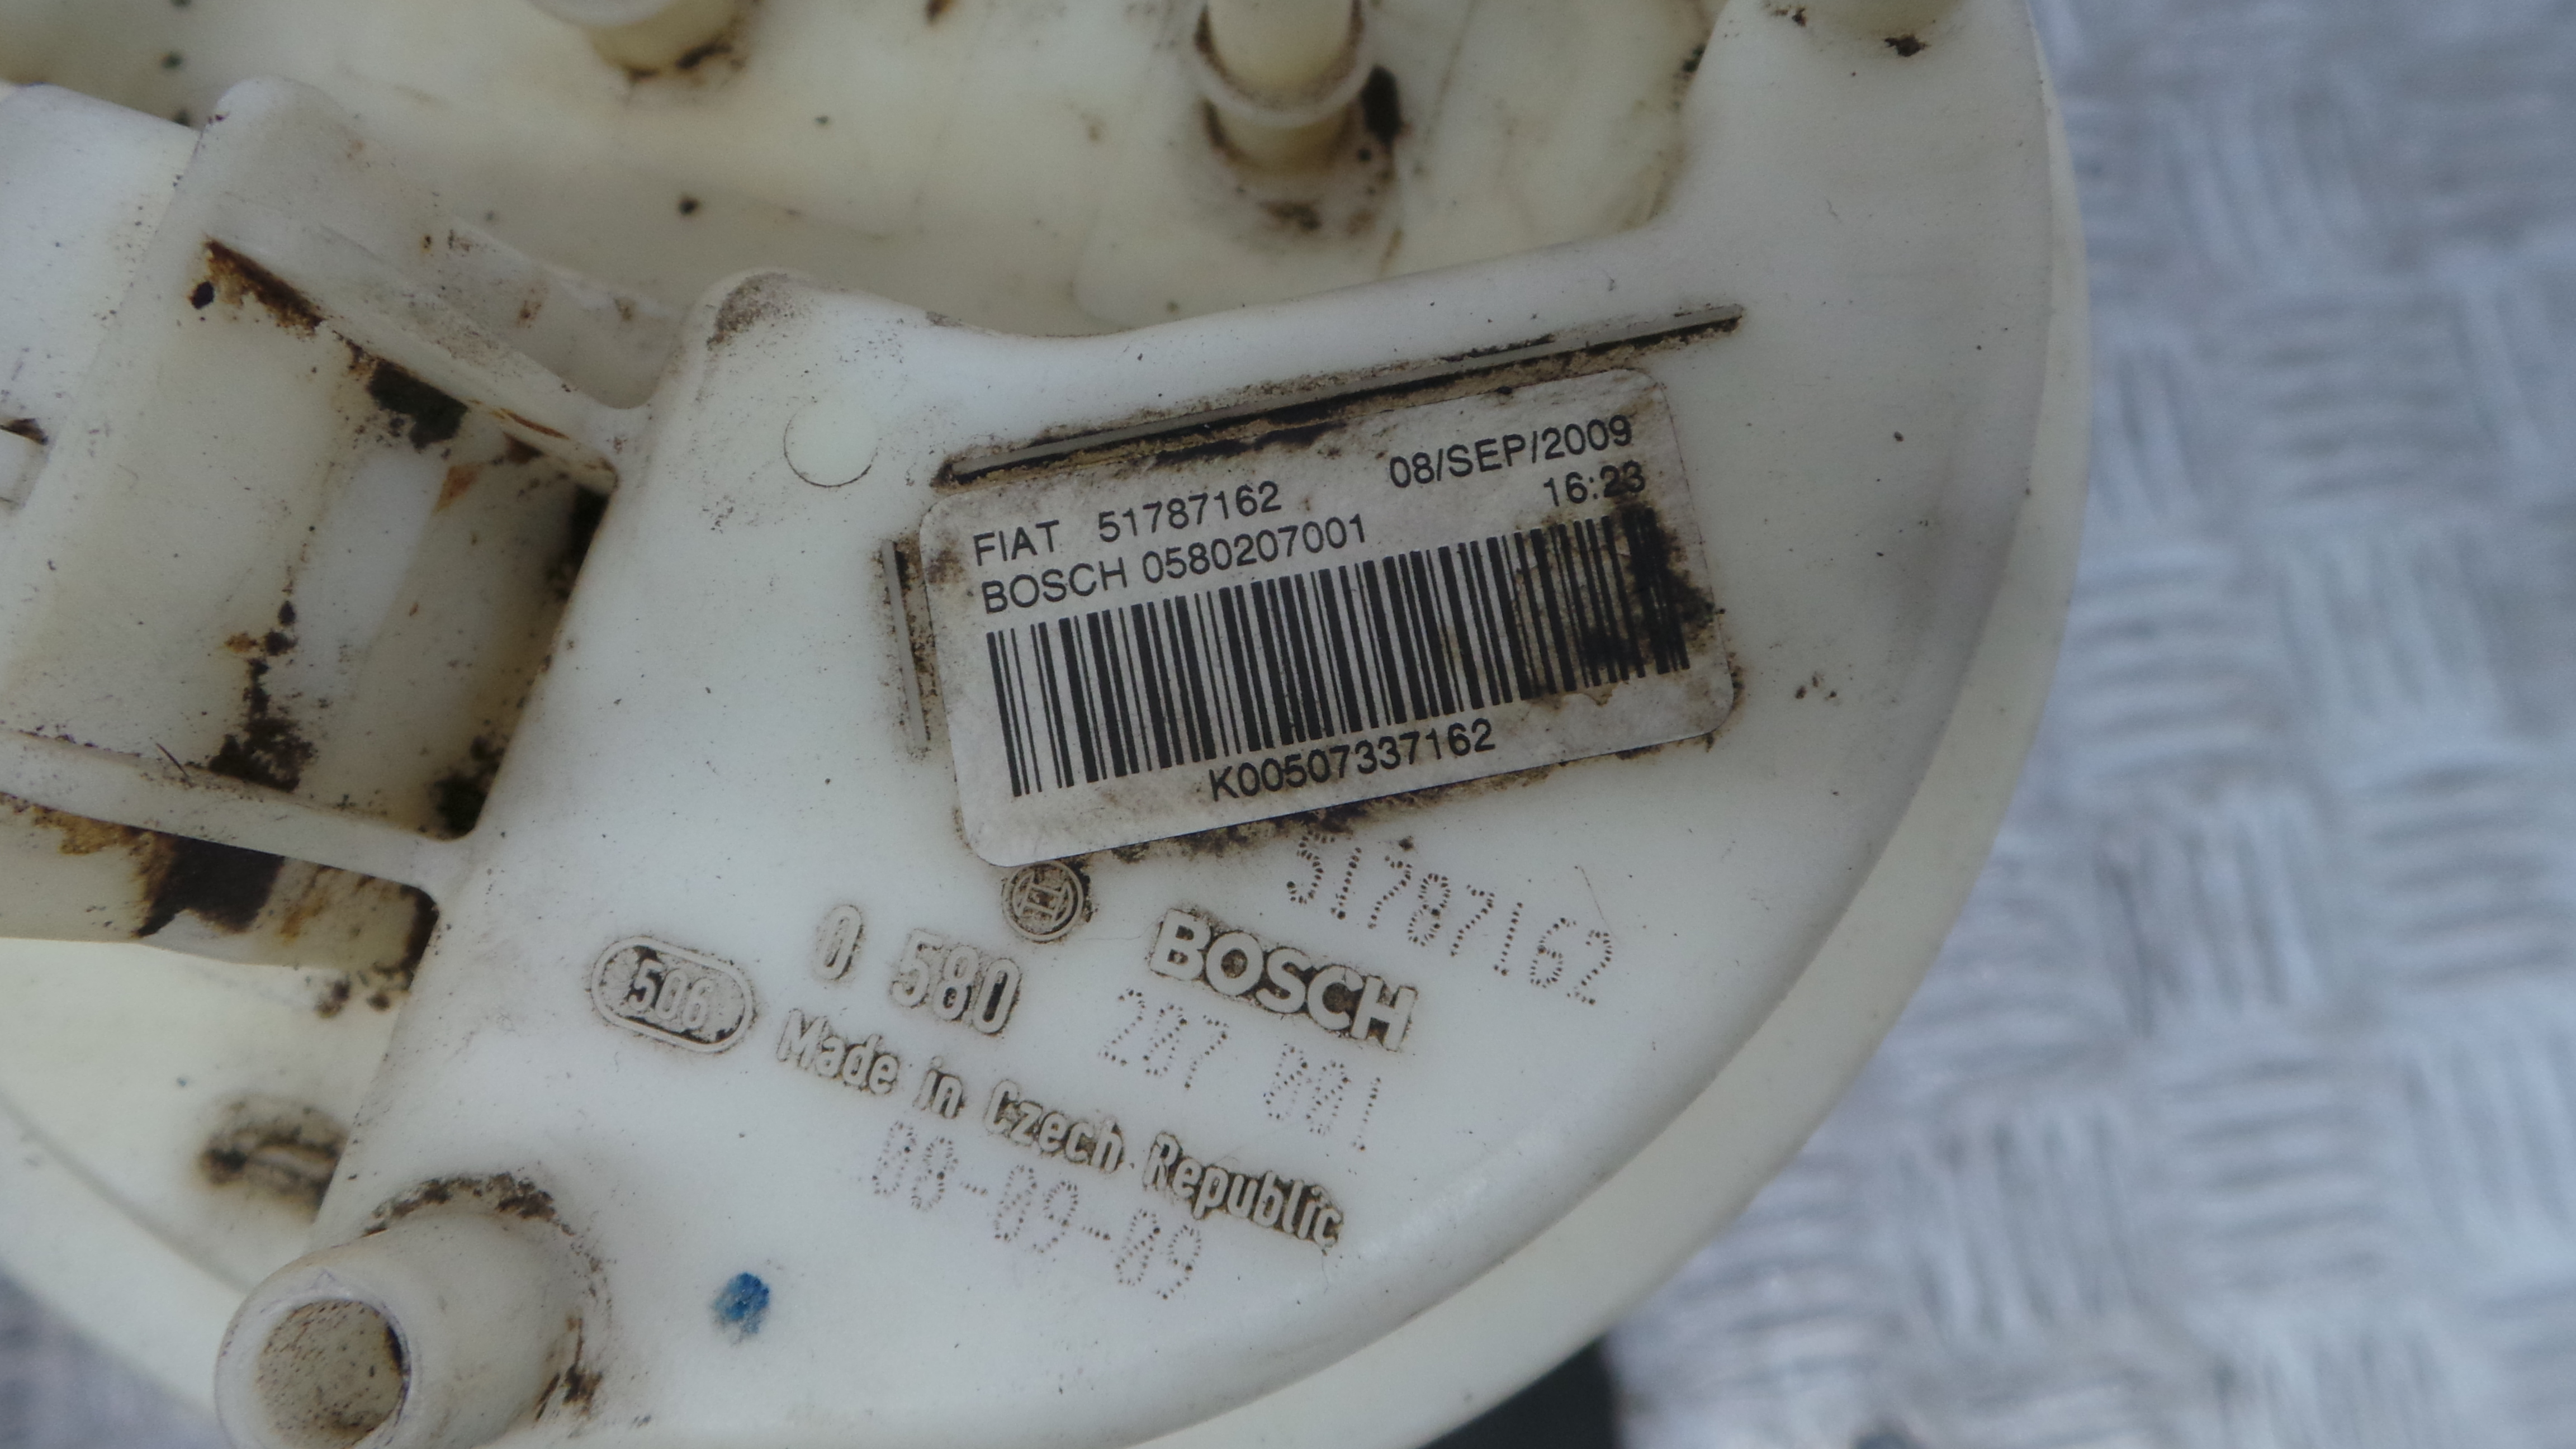 FIAT 51787162 08/SEP/2009
BOSCH 0580207001 16:23
K00507337162
51787162
BOSCH
0 580 207 001
506
Made in Czech Republic
08-09-09